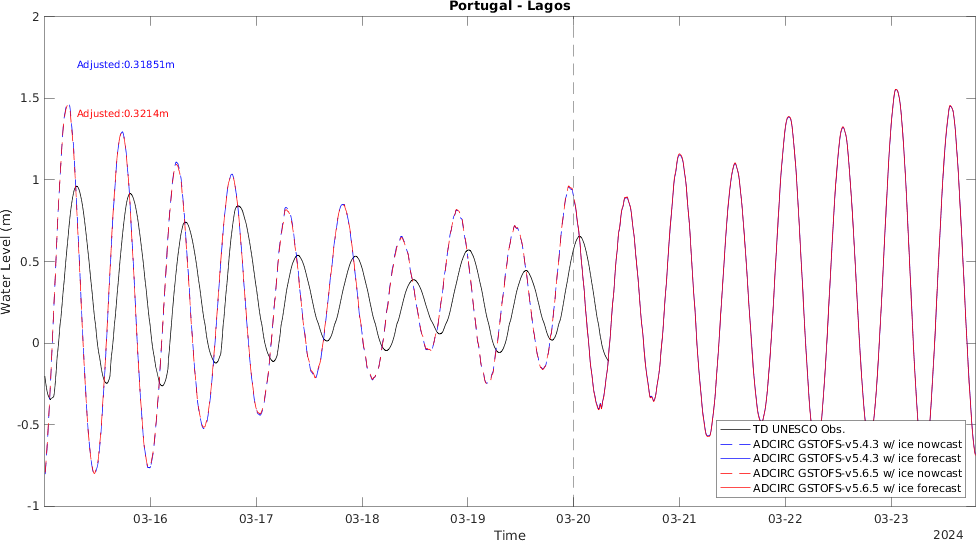 Portugal - Lagos
2
1.5
1
0.5
0
-0.5
-1
Water Level (m)
Adjusted:0.31851m
Adjusted:0.3214m
TD UNESCO Obs.
ADCIRC GSTOFS-v5.4.3 w/ ice nowcast
ADCIRC GSTOFS-v5.4.3 w/ ice forecast
ADCIRC GSTOFS-v5.6.5 w/ ice nowcast
ADCIRC GSTOFS-v5.6.5 w/ ice forecast
03-16 03-17 03-18 03-19 03-20 03-21 03-22 03-23
Time
2024